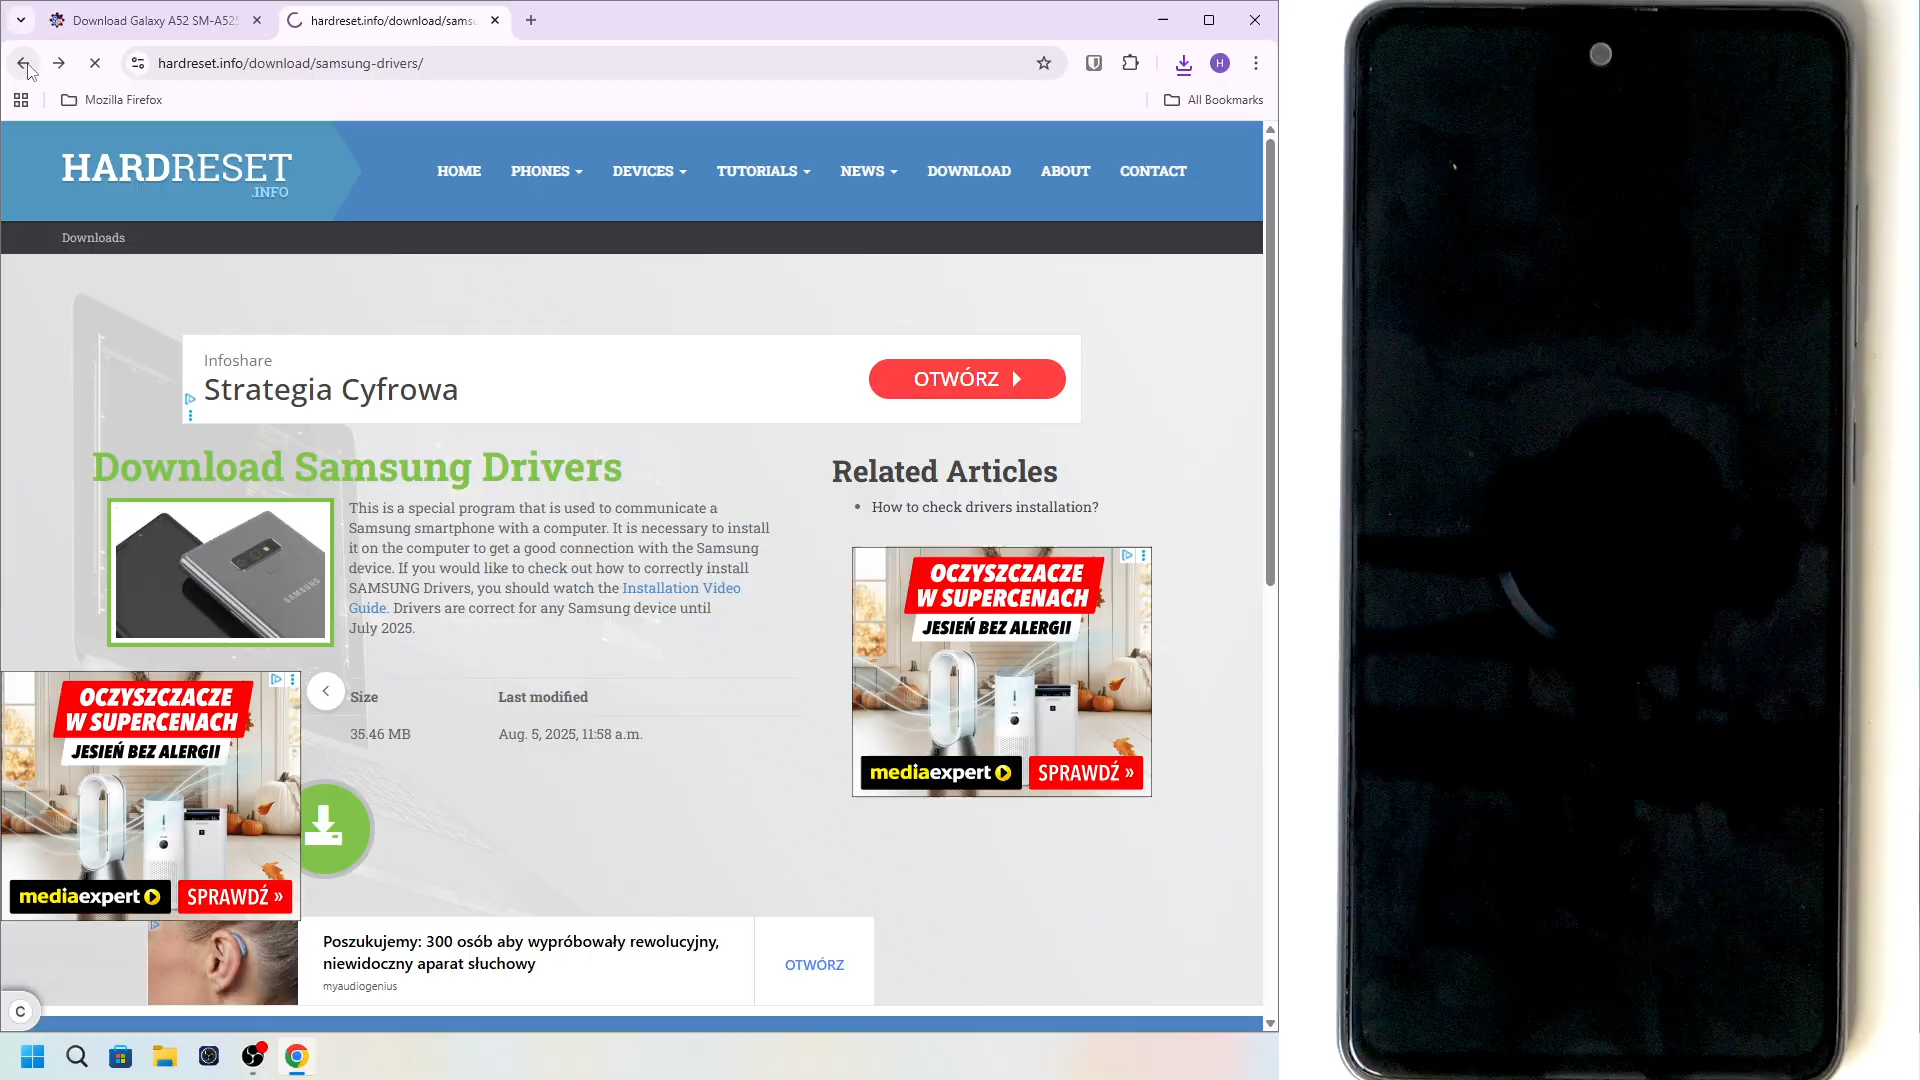 Download Galaxy A52 SM-A525
hardreset.info/download/sams
hardreset.info/download/samsung-drivers/
H
Mozilla Firefox
All Bookmarks
HARDRESET
.INFO
HOME
PHONES
DEVICES
TUTORIALS
NEWS
DOWNLOAD
ABOUT
CONTACT
Downloads
Infoshare
Strategia Cyfrowa
OTWÓRZ
Download Samsung Drivers
This is a special program that is used to communicate a
Samsung smartphone with a computer. It is necessary to install
it on the computer to get a good connection with the Samsung
device. If you would like to check out how to correctly install
SAMSUNG Drivers, you should watch the Installation Video
Guide. Drivers are correct for any Samsung device until
July 2025.
SAMSUNG
Size
Last modified
35.46 MB
Aug. 5, 2025, 11:58 a.m.
Related Articles
How to check drivers installation?
OCZYSZCZACZE
W SUPERCENACH
JESIEŃ BEZ ALERGII
mediaexpert
SPRAWDŹ »
OCZYSZCZACZE
W SUPERCENACH
JESIEŃ BEZ ALERGII
mediaexpert
SPRAWDŹ »
Poszukujemy: 300 osób aby wypróbowały rewolucyjny,
niewidoczny aparat słuchowy
myaudiogenius
OTWÓRZ
C